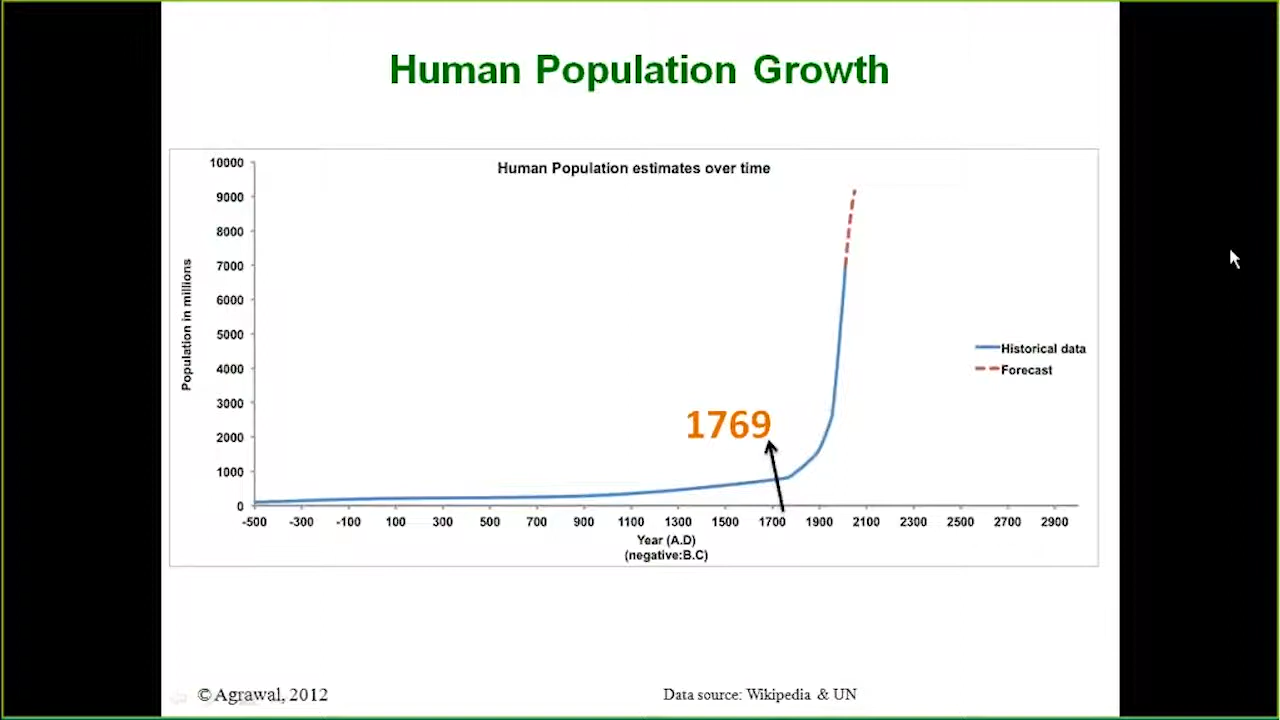 Human Population Growth
Human Population estimates over time
10000
9000
8000
7000
6000
5000
4000
3000
2000
1000
0
Population in millions
1769
Historical data
Forecast
-500 -300 -100 100 300 500 700 900 1100 1300 1500 1700 1900 2100 2300 2500 2700 2900
Year (A.D)
(negative:B.C)
© Agrawal, 2012
Data source: Wikipedia & UN